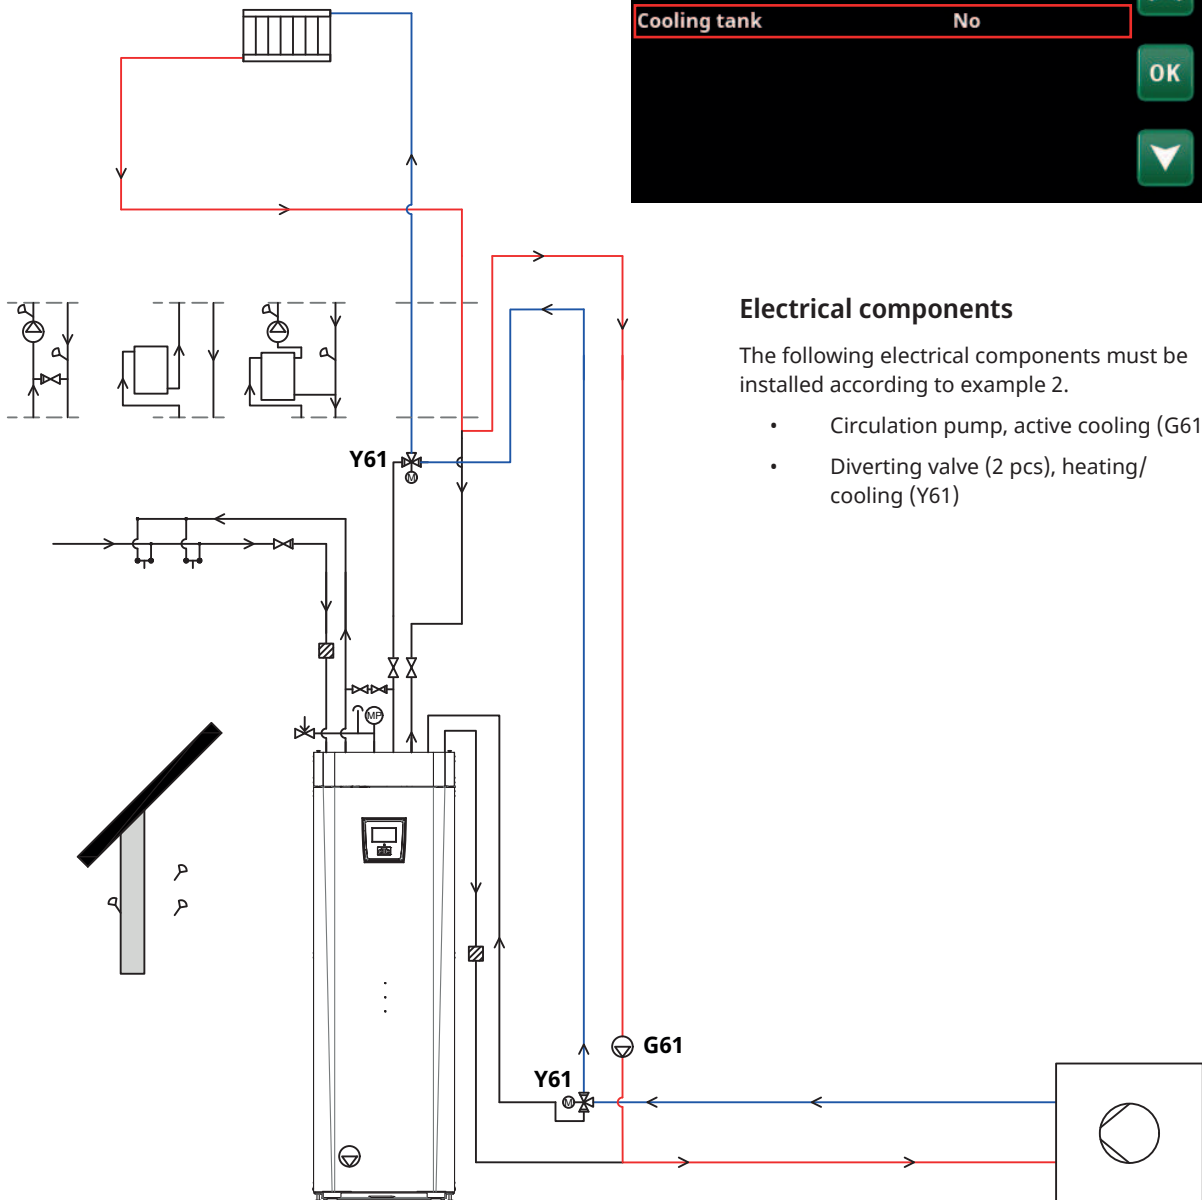 Cooling tank No
OK
Electrical components
The following electrical components must be
installed according to example 2.
• Circulation pump, active cooling (G61
• Diverting valve (2 pcs), heating/
cooling (Y61)
Y61
M
MP
G61
Y61
M